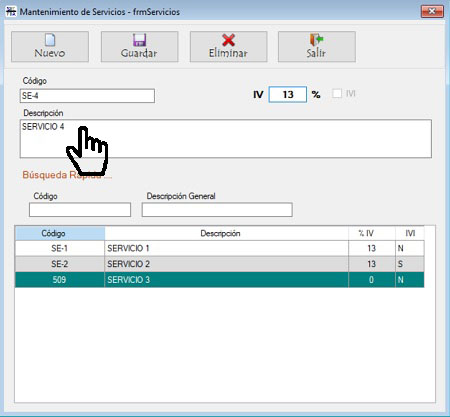 Mantenimiento de Servicios - frmServicios
Nuevo Guardar Eliminar Salir
Código
SE-4 IV 13 % IVI
Descripción
SERVICIO 4
Búsqueda Rápida ...
Código Descripción General
Código Descripción % IV IVI
SE-1 SERVICIO 1 13 N
SE-2 SERVICIO 2 13 S
509 SERVICIO 3 0 N